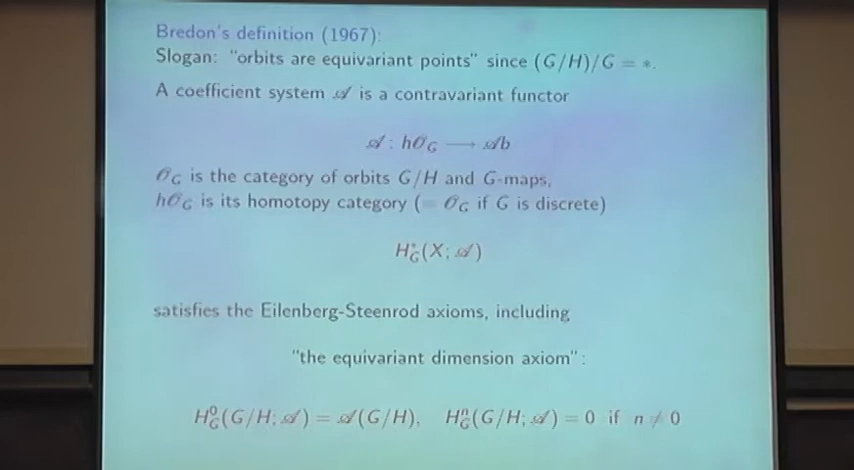 Bredon's definition (1967):
Slogan: "orbits are equivariant points" since (G/H)/G = *.
A coefficient system 𝒜 is a contravariant functor
𝒜 : h𝒪_G ⟶ 𝒜b
𝒪_G is the category of orbits G/H and G-maps,
h𝒪_G is its homotopy category (= 𝒪_G if G is discrete)
H*_G(X; 𝒜)
satisfies the Eilenberg-Steenrod axioms, including
"the equivariant dimension axiom":
H⁰_G(G/H; 𝒜) = 𝒜(G/H), Hⁿ_G(G/H; 𝒜) = 0 if n ≠ 0